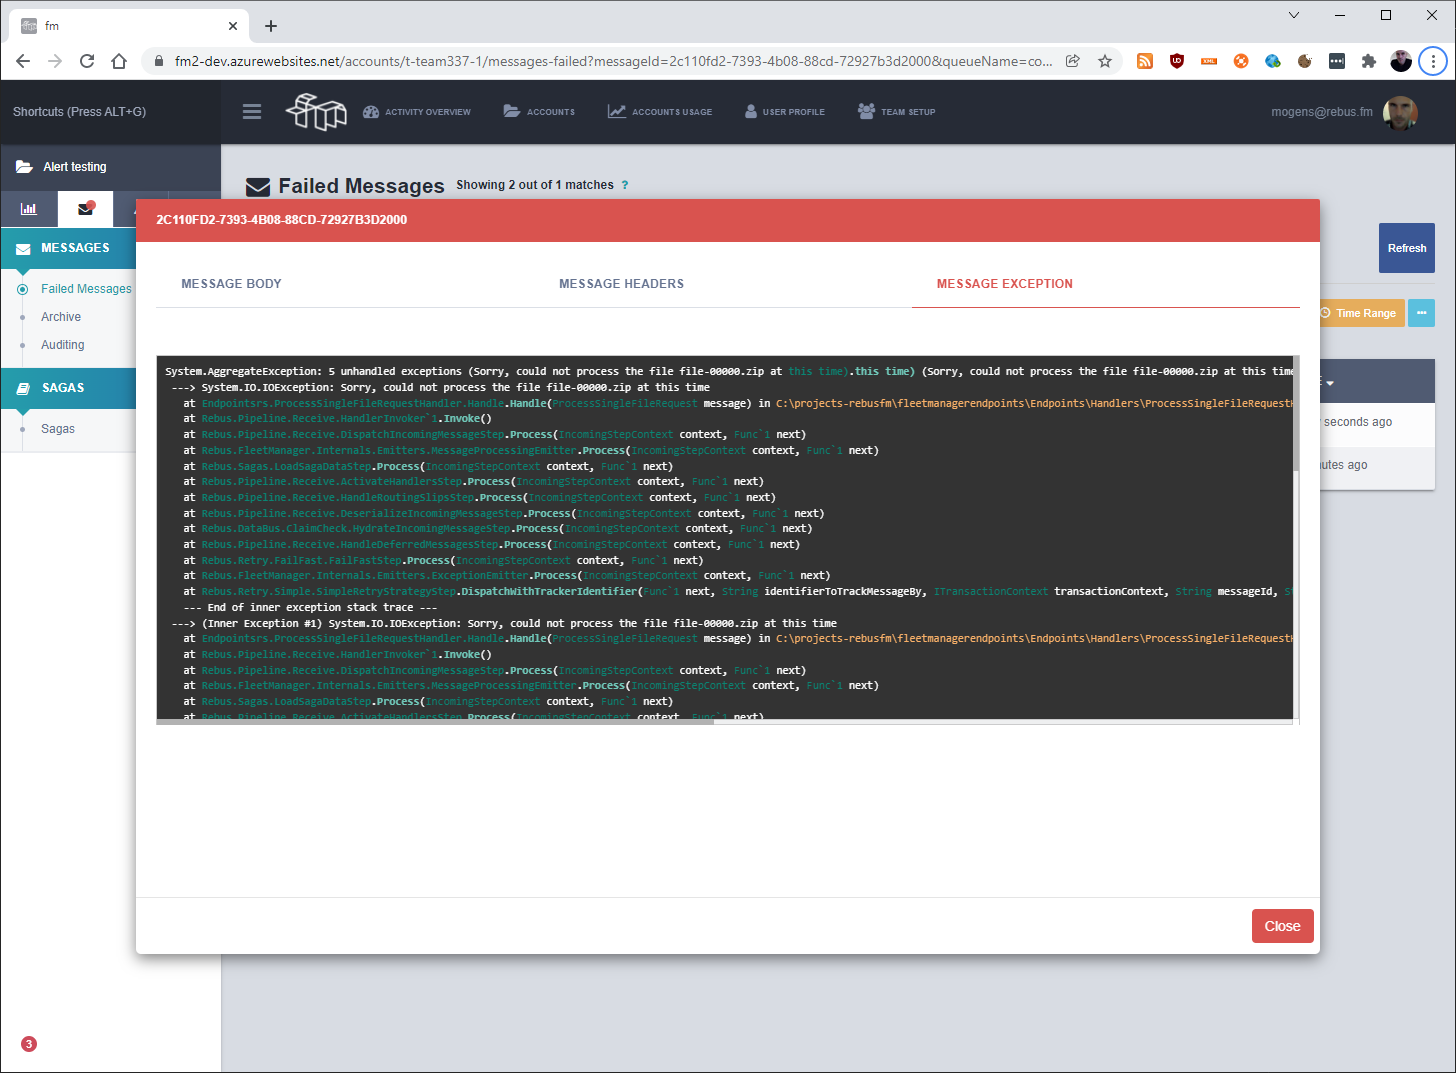 fm
fm2-dev.azurewebsites.net/accounts/t-team337-1/messages-failed?messageId=2c110fd2-7393-4b08-88cd-72927b3d2000&queueName=co...
Shortcuts (Press ALT+G)
ACTIVITY OVERVIEW
ACCOUNTS
ACCOUNTS USAGE
USER PROFILE
TEAM SETUP
mogens@rebus.fm
Alert testing
Failed Messages Showing 2 out of 1 matches ?
2C110FD2-7393-4B08-88CD-72927B3D2000
MESSAGES
Failed Messages
Archive
Auditing
SAGAS
Sagas
3
Refresh
Time Range
seconds ago
ago
MESSAGE BODY
MESSAGE HEADERS
MESSAGE EXCEPTION
System.AggregateException: 5 unhandled exceptions (Sorry, could not process the file file-00000.zip at this time).this time) (Sorry, could not process the file file-00000.zip at this time
---> System.IO.IOException: Sorry, could not process the file file-00000.zip at this time
at Endpointsrs.ProcessSingleFileRequestHandler.Handle.Handle(ProcessSingleFileRequest message) in C:\projects-rebusfm\fleetmanagerendpoints\Endpoints\Handlers\ProcessSingleFileRequestH
at Rebus.Pipeline.Receive.HandlerInvoker`1.Invoke()
at Rebus.Pipeline.Receive.DispatchIncomingMessageStep.Process(IncomingStepContext context, Func`1 next)
at Rebus.FleetManager.Internals.Emitters.MessageProcessingEmitter.Process(IncomingStepContext context, Func`1 next)
at Rebus.Sagas.LoadSagaDataStep.Process(IncomingStepContext context, Func`1 next)
at Rebus.Pipeline.Receive.ActivateHandlersStep.Process(IncomingStepContext context, Func`1 next)
at Rebus.Pipeline.Receive.HandleRoutingSlipsStep.Process(IncomingStepContext context, Func`1 next)
at Rebus.Pipeline.Receive.DeserializeIncomingMessageStep.Process(IncomingStepContext context, Func`1 next)
at Rebus.DataBus.ClaimCheck.HydrateIncomingMessageStep.Process(IncomingStepContext context, Func`1 next)
at Rebus.Pipeline.Receive.HandleDeferredMessagesStep.Process(IncomingStepContext context, Func`1 next)
at Rebus.Retry.FailFast.FailFastStep.Process(IncomingStepContext context, Func`1 next)
at Rebus.FleetManager.Internals.Emitters.ExceptionEmitter.Process(IncomingStepContext context, Func`1 next)
at Rebus.Retry.Simple.SimpleRetryStrategyStep.DispatchWithTrackerIdentifier(Func`1 next, String identifierToTrackMessageBy, ITransactionContext transactionContext, String messageId, St
--- End of inner exception stack trace ---
---> (Inner Exception #1) System.IO.IOException: Sorry, could not process the file file-00000.zip at this time
at Endpointsrs.ProcessSingleFileRequestHandler.Handle.Handle(ProcessSingleFileRequest message) in C:\projects-rebusfm\fleetmanagerendpoints\Endpoints\Handlers\ProcessSingleFileRequestH
at Rebus.Pipeline.Receive.HandlerInvoker`1.Invoke()
at Rebus.Pipeline.Receive.DispatchIncomingMessageStep.Process(IncomingStepContext context, Func`1 next)
at Rebus.FleetManager.Internals.Emitters.MessageProcessingEmitter.Process(IncomingStepContext context, Func`1 next)
at Rebus.Sagas.LoadSagaDataStep.Process(IncomingStepContext context, Func`1 next)
at Rebus.Pipeline.Receive.ActivateHandlersStep.Process(IncomingStepContext context, Func`1 next)
Close